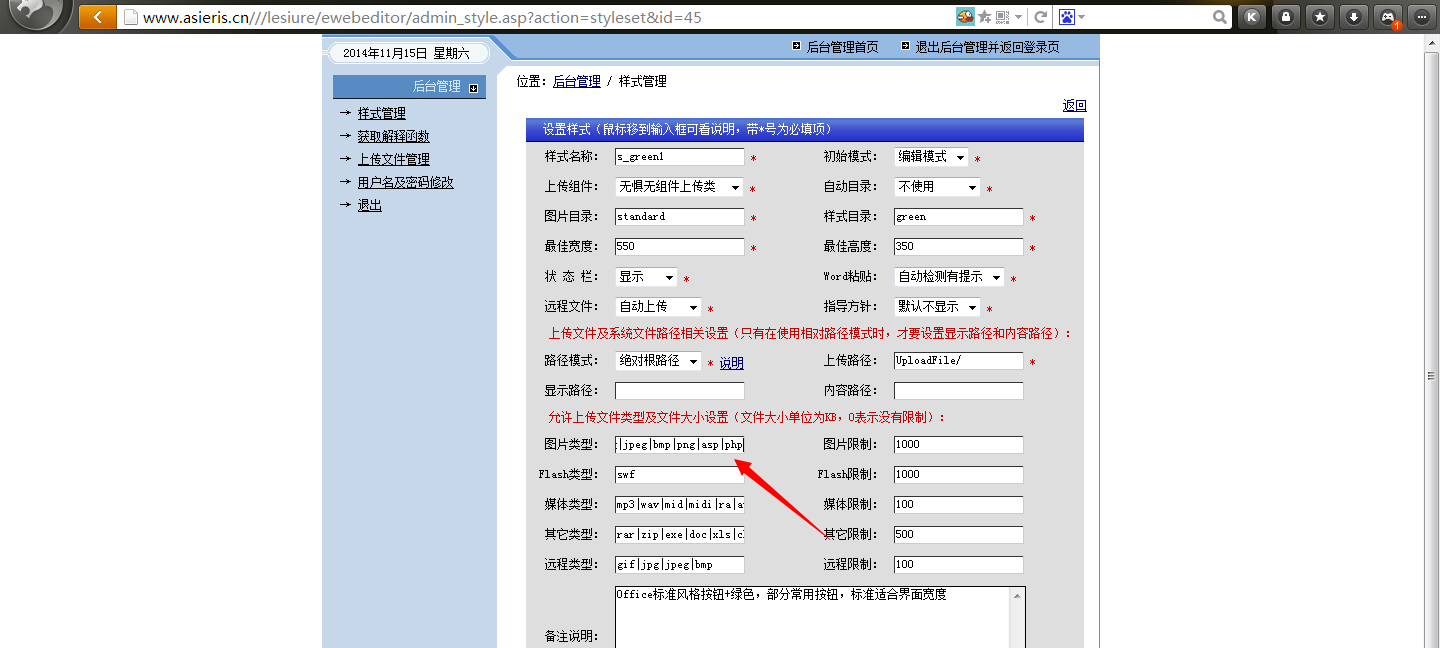 www.asieris.cn///lesiure/ewebeditor/admin_style.asp?action=styleset&id=45
K
1
2014年11月15日 星期六
后台管理首页 退出后台管理并返回登录页
后台管理
样式管理
获取解释函数
上传文件管理
用户名及密码修改
退出
位置: 后台管理 / 样式管理
返回
设置样式（鼠标移到输入框可看说明，带*号为必填项）
样式名称: s_green1 * 初始模式: 编辑模式 *
上传组件: 无惧无组件上传类 * 自动目录: 不使用 *
图片目录: standard * 样式目录: green *
最佳宽度: 550 * 最佳高度: 350 *
状 态 栏: 显示 * Word粘贴: 自动检测有提示 *
远程文件: 自动上传 * 指导方针: 默认不显示 *
上传文件及系统文件路径相关设置（只有在使用相对路径模式时，才要设置显示路径和内容路径）:
路径模式: 绝对根路径 * 说明 上传路径: UploadFile/ *
显示路径: 内容路径:
允许上传文件类型及文件大小设置（文件大小单位为KB，0表示没有限制）:
图片类型: |jpeg|bmp|png|asp|php 图片限制: 1000
Flash类型: swf Flash限制: 1000
媒体类型: mp3|wav|mid|midi|ra|a 媒体限制: 100
其它类型: rar|zip|exe|doc|xls|c 其它限制: 500
远程类型: gif|jpg|jpeg|bmp 远程限制: 100
备注说明: Office标准风格按钮+绿色，部分常用按钮，标准适合界面宽度